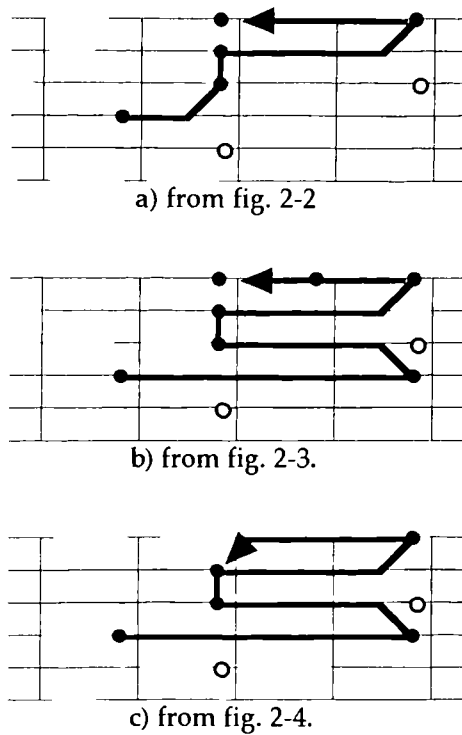 a) from fig. 2-2
b) from fig. 2-3.
c) from fig. 2-4.